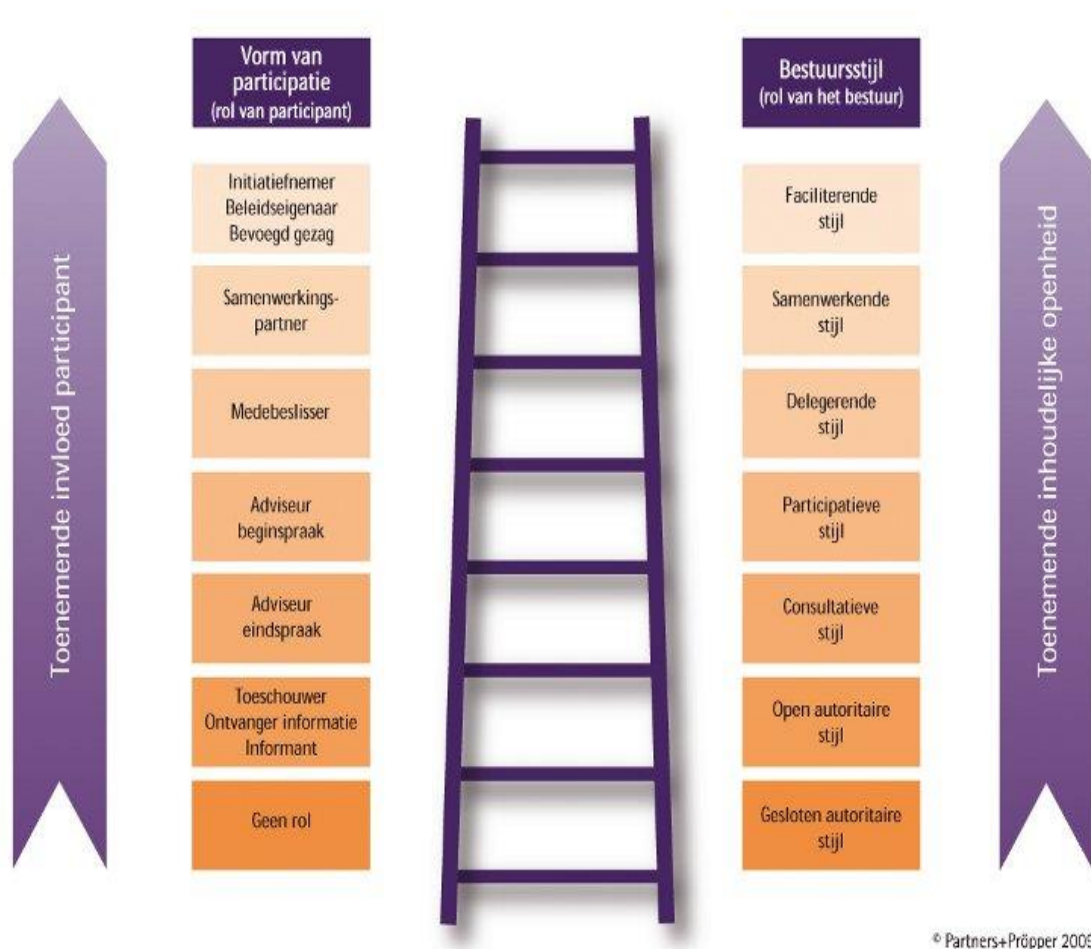 Vorm van
participatie
(rol van participant)
Bestuursstijl
(rol van het bestuur)
Toenemende invloed participant
Initiatiefnemer
Beleidseigenaar
Bevoegd gezag
Faciliterende
stijl
Samenwerkings-
partner
Samenwerkende
stijl
Medebeslisser
Delegerende
stijl
Adviseur
beginspraak
Participatieve
stijl
Adviseur
eindspraak
Consultatieve
stijl
Toeschouwer
Ontvanger informatie
Informant
Open autoritaire
stijl
Geen rol
Gesloten autoritaire
stijl
Toenemende inhoudelijke openheid
© Partners+Pröpper 2009